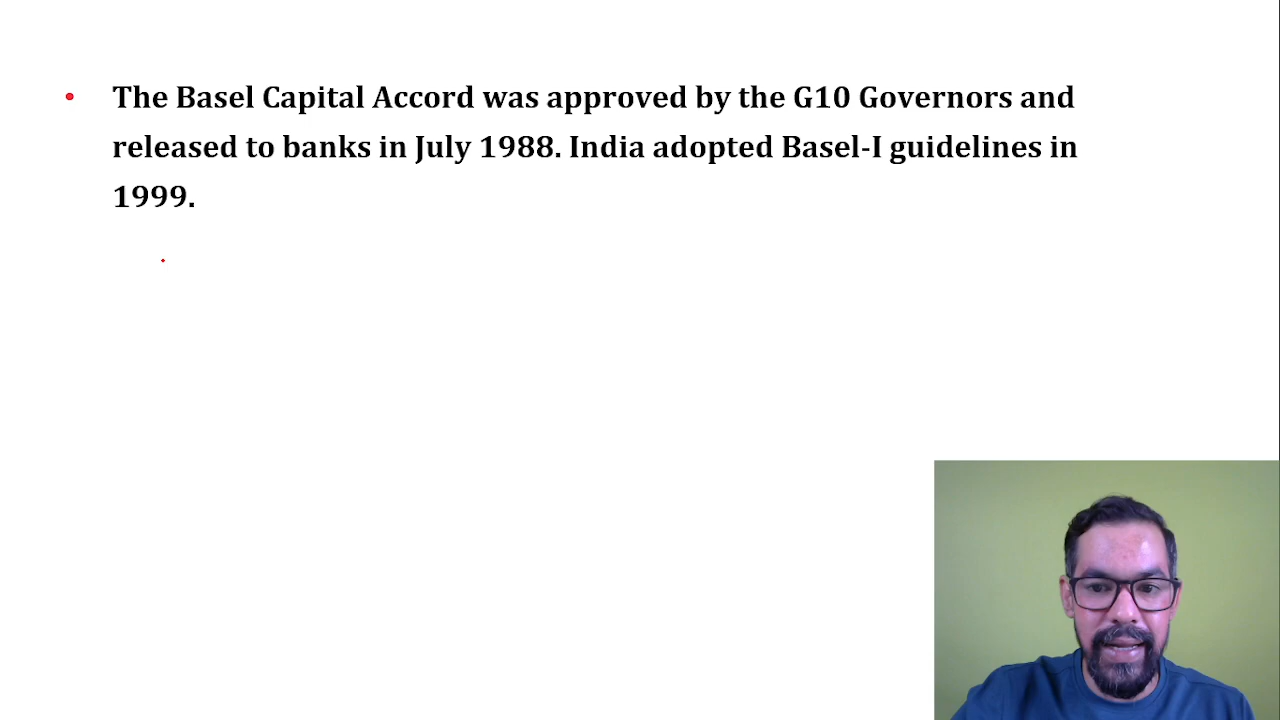 The Basel Capital Accord was approved by the G10 Governors and
released to banks in July 1988. India adopted Basel-I guidelines in
1999.